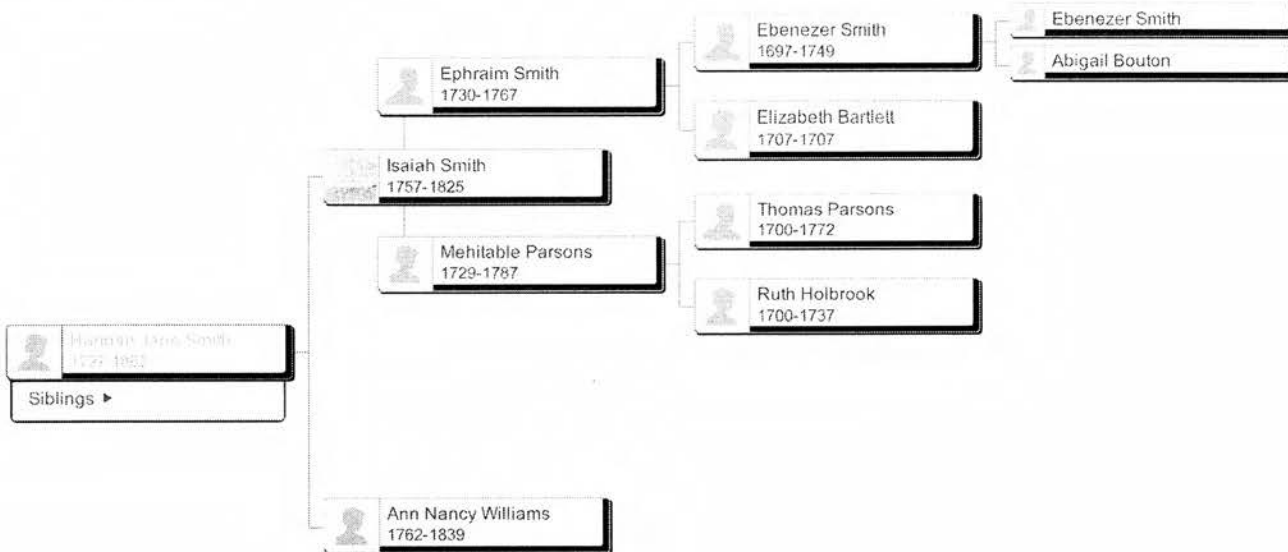 Ebenezer Smith
Abigail Bouton
Ebenezer Smith
1697-1749
Elizabeth Bartlett
1707-1707
Ephraim Smith
1730-1767
Isaiah Smith
1757-1825
Mehitable Parsons
1729-1787
Thomas Parsons
1700-1772
Ruth Holbrook
1700-1737
Hannah Smith
Siblings ▶
Ann Nancy Williams
1762-1839